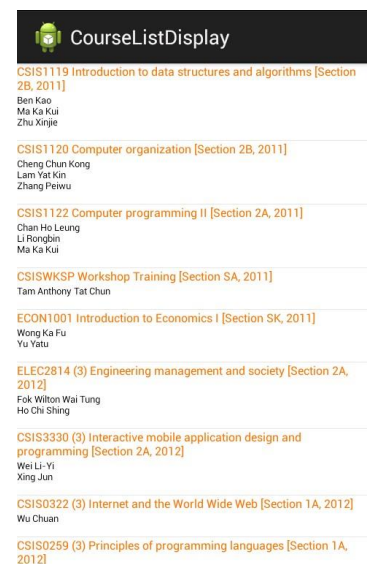 CourseListDisplay
CSIS1119 Introduction to data structures and algorithms [Section
2B, 2011]
Ben Kao
Ma Ka Kui
Zhu Xinjie
CSIS1120 Computer organization [Section 2B, 2011]
Cheng Chun Kong
Lam Yat Kin
Zhang Peiwu
CSIS1122 Computer programming II [Section 2A, 2011]
Chan Ho Leung
Li Rongbin
Ma Ka Kui
CSISWKSP Workshop Training [Section SA, 2011]
Tam Anthony Tat Chun
ECON1001 Introduction to Economics I [Section SK, 2011]
Wong Ka Fu
Yu Yatu
ELEC2814 (3) Engineering management and society [Section 2A,
2012]
Fok Wilton Wai Tung
Ho Chi Shing
CSIS3330 (3) Interactive mobile application design and
programming [Section 2A, 2012]
Wei Li-Yi
Xing Jun
CSIS0322 (3) Internet and the World Wide Web [Section 1A, 2012]
Wu Chuan
CSIS0259 (3) Principles of programming languages [Section 1A,
2012]